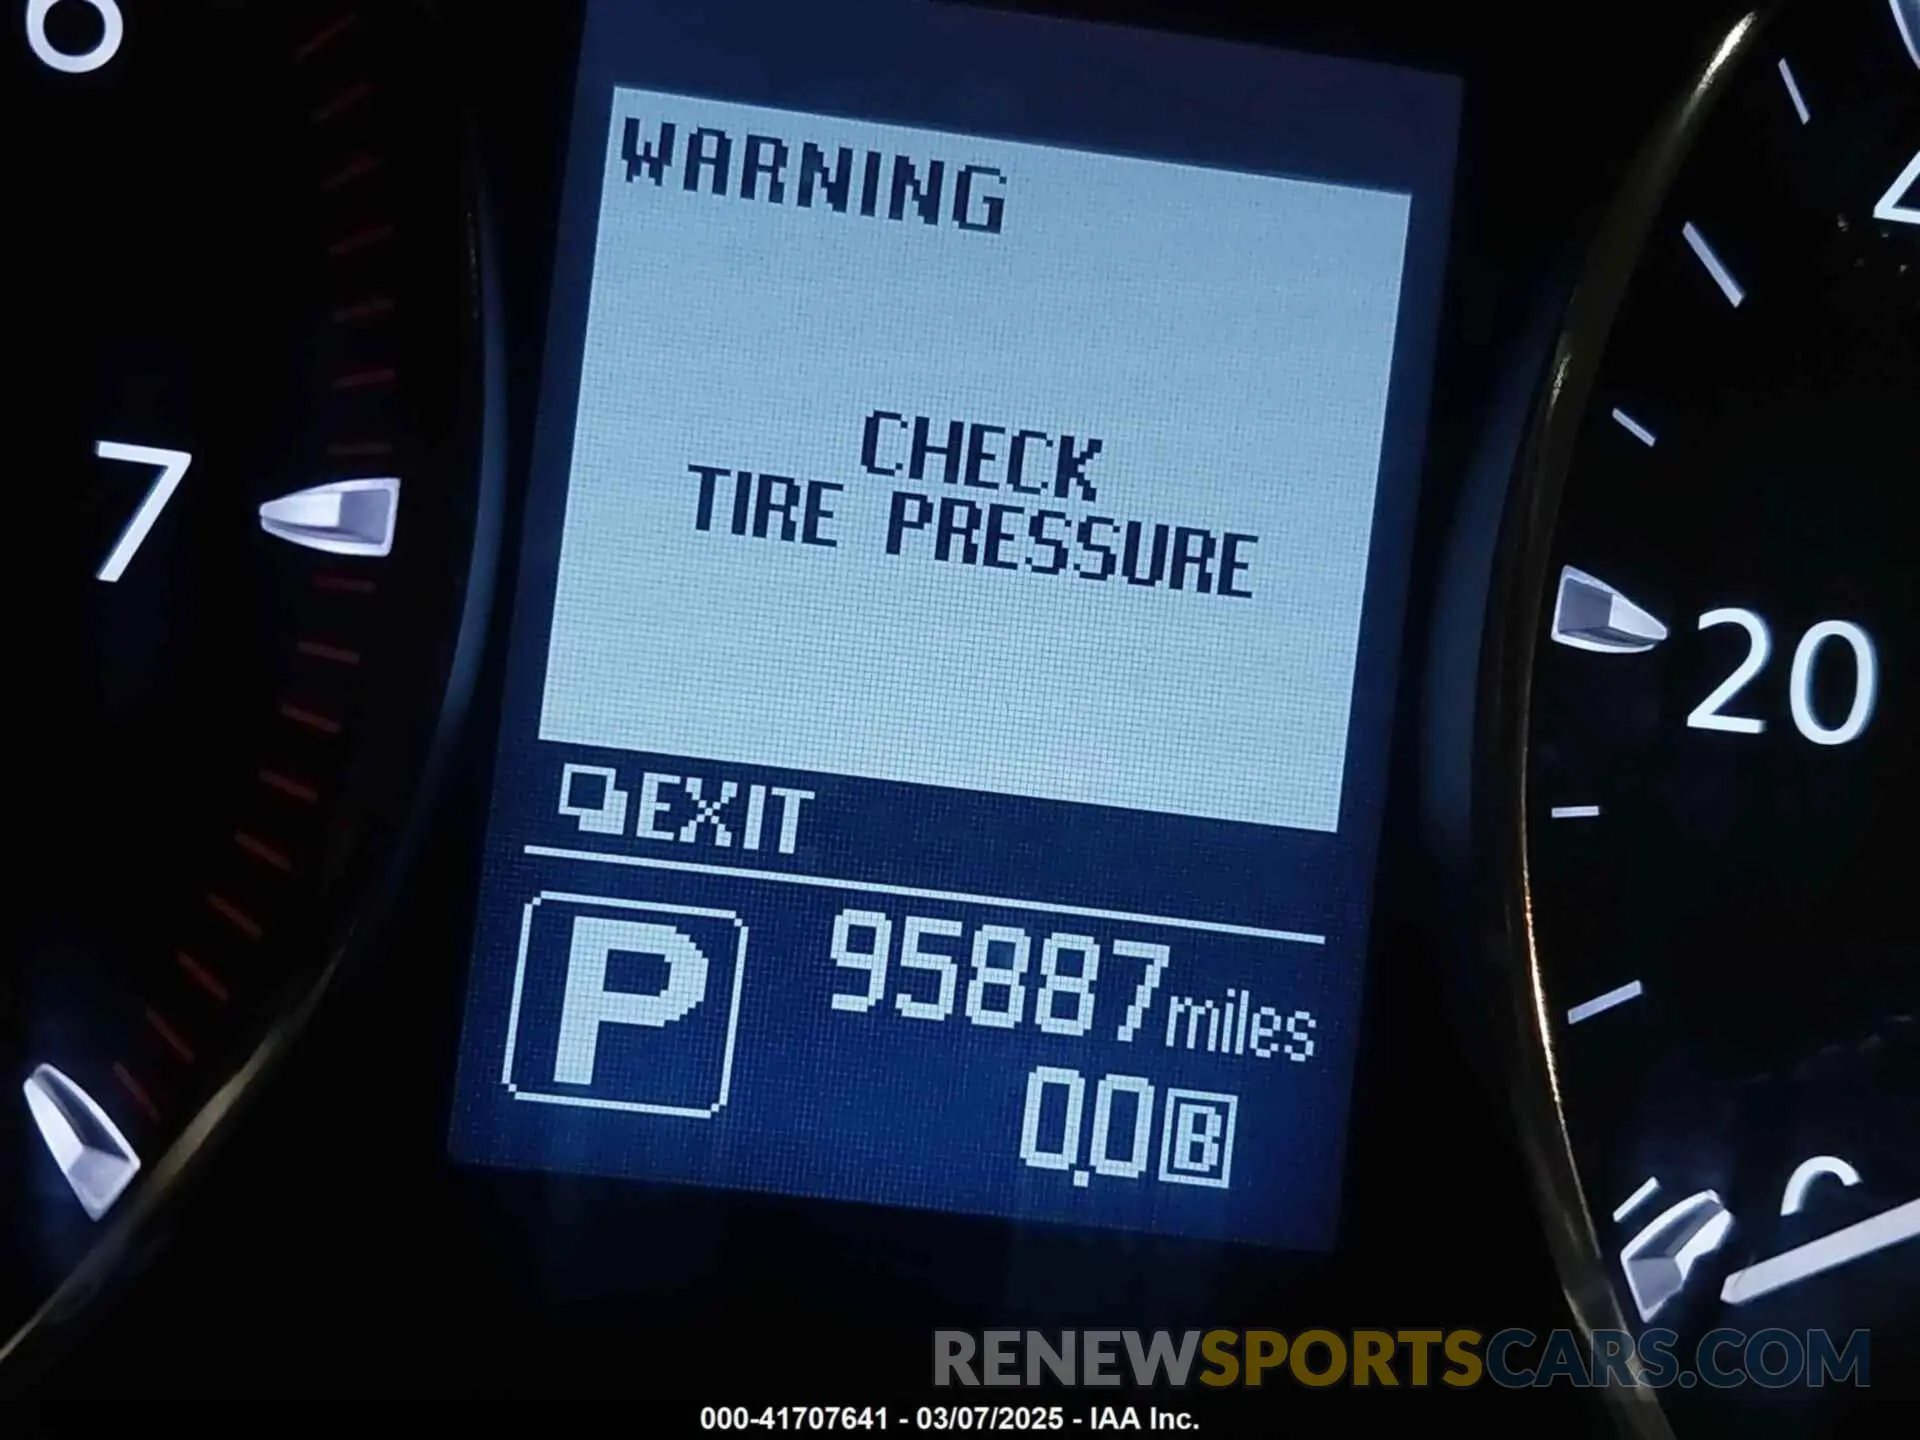 6
WARNING
CHECK
TIRE PRESSURE
7
20
EXIT
P
95887 miles
0.0 B
RENEWSPORTSCARS.COM
000-41707641 - 03/07/2025 - IAA Inc.